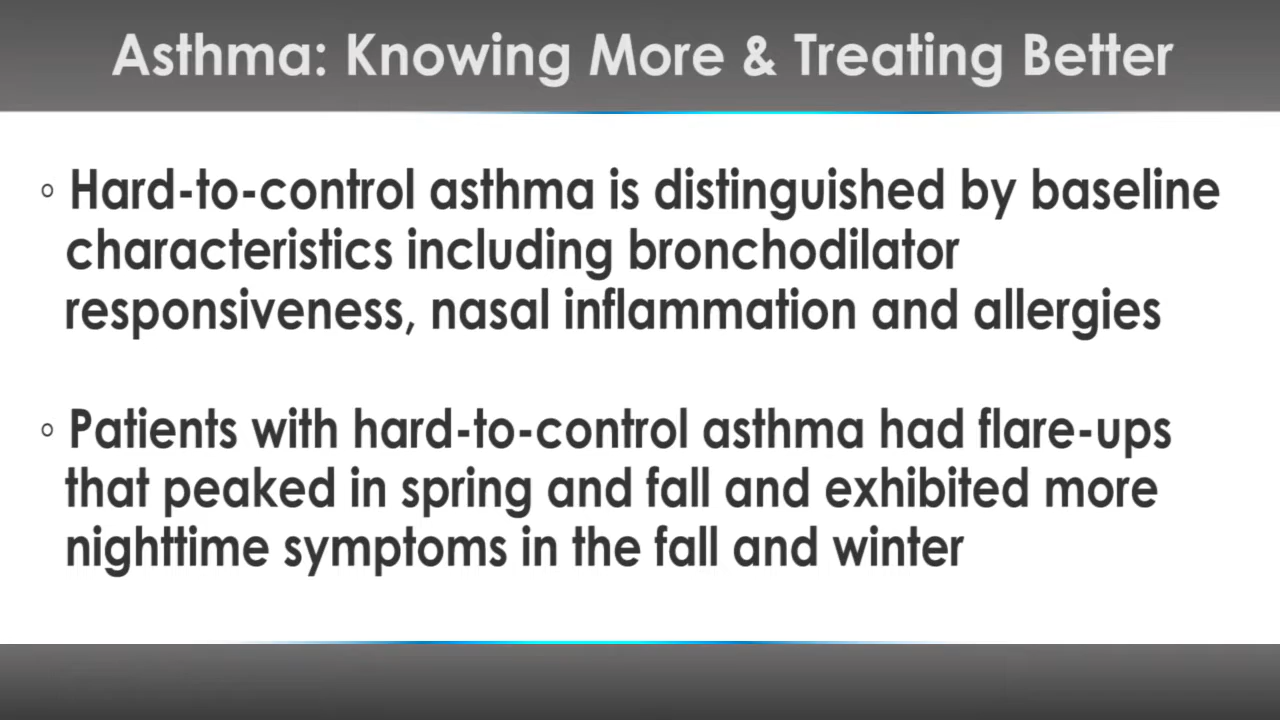 Asthma: Knowing More & Treating Better
◦ Hard-to-control asthma is distinguished by baseline
characteristics including bronchodilator
responsiveness, nasal inflammation and allergies
◦ Patients with hard-to-control asthma had flare-ups
that peaked in spring and fall and exhibited more
nighttime symptoms in the fall and winter